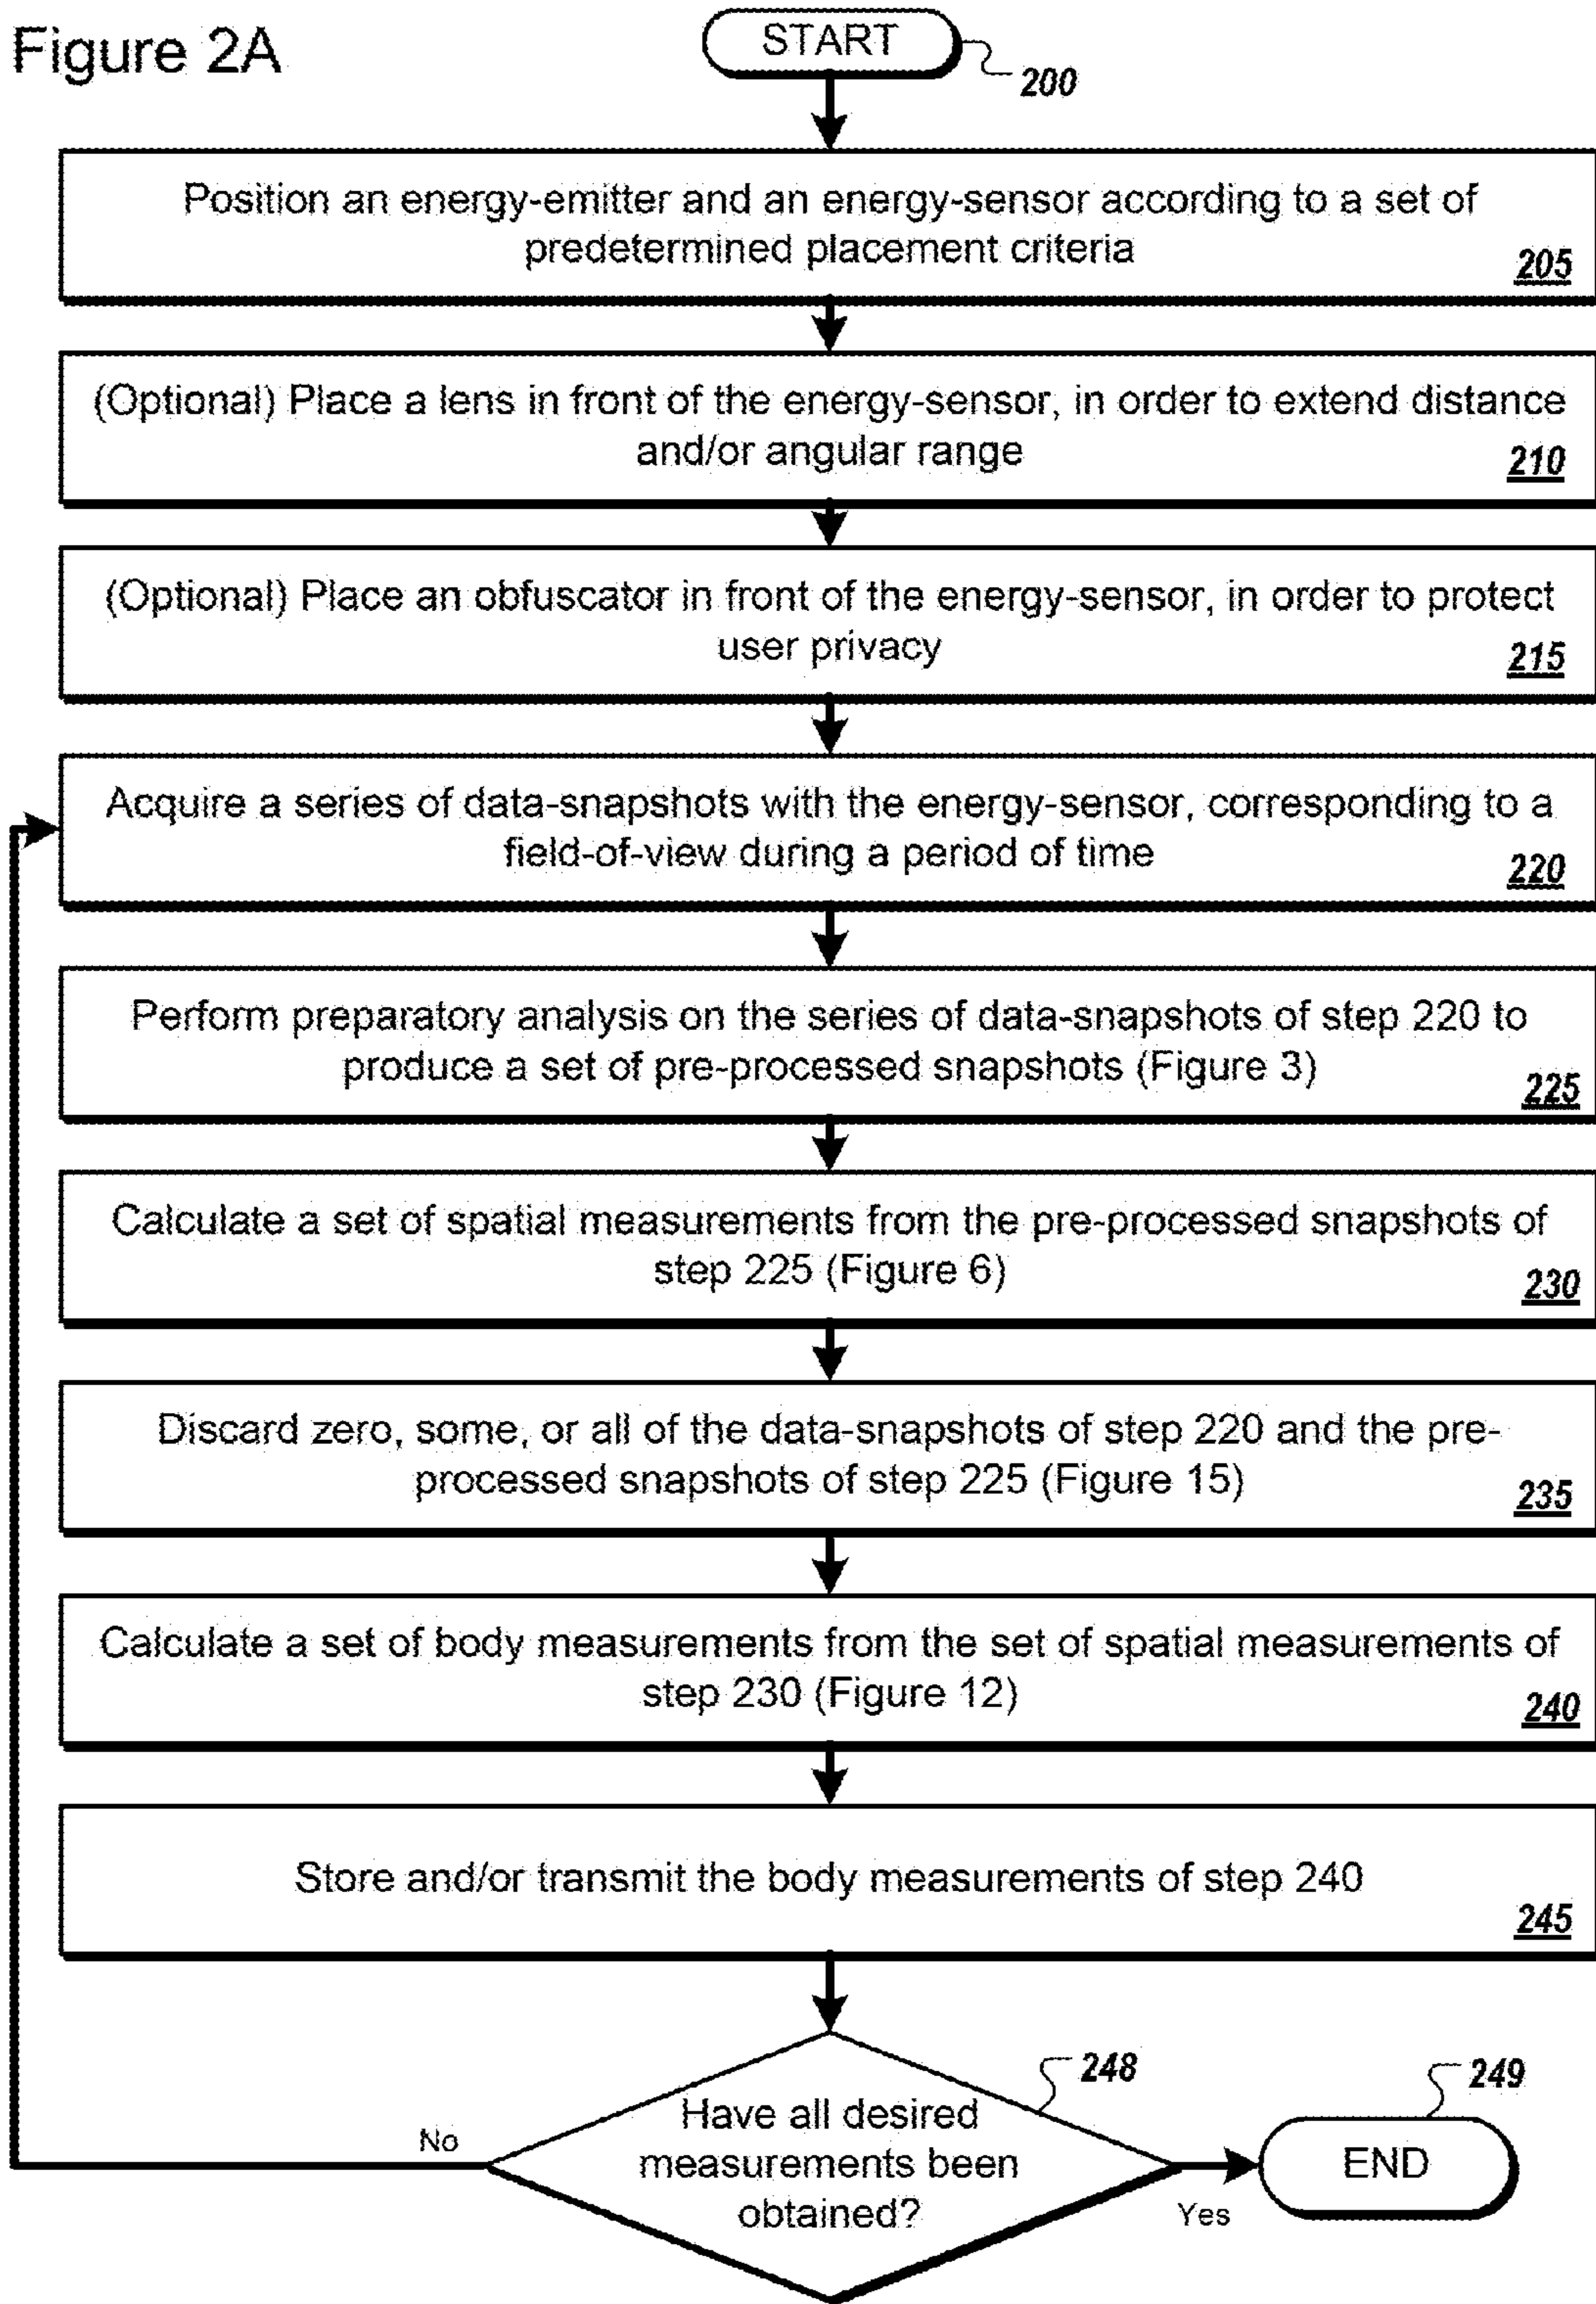 Figure 2A
START
200
Position an energy-emitter and an energy-sensor according to a set of
predetermined placement criteria
205
(Optional) Place a lens in front of the energy-sensor, in order to extend distance
and/or angular range
210
(Optional) Place an obfuscator in front of the energy-sensor, in order to protect
user privacy
215
Acquire a series of data-snapshots with the energy-sensor, corresponding to a
field-of-view during a period of time
220
Perform preparatory analysis on the series of data-snapshots of step 220 to
produce a set of pre-processed snapshots (Figure 3)
225
Calculate a set of spatial measurements from the pre-processed snapshots of
step 225 (Figure 6)
230
Discard zero, some, or all of the data-snapshots of step 220 and the pre-
processed snapshots of step 225 (Figure 15)
235
Calculate a set of body measurements from the set of spatial measurements of
step 230 (Figure 12)
240
Store and/or transmit the body measurements of step 240
245
248
Have all desired
measurements been
obtained?
No
Yes
249
END